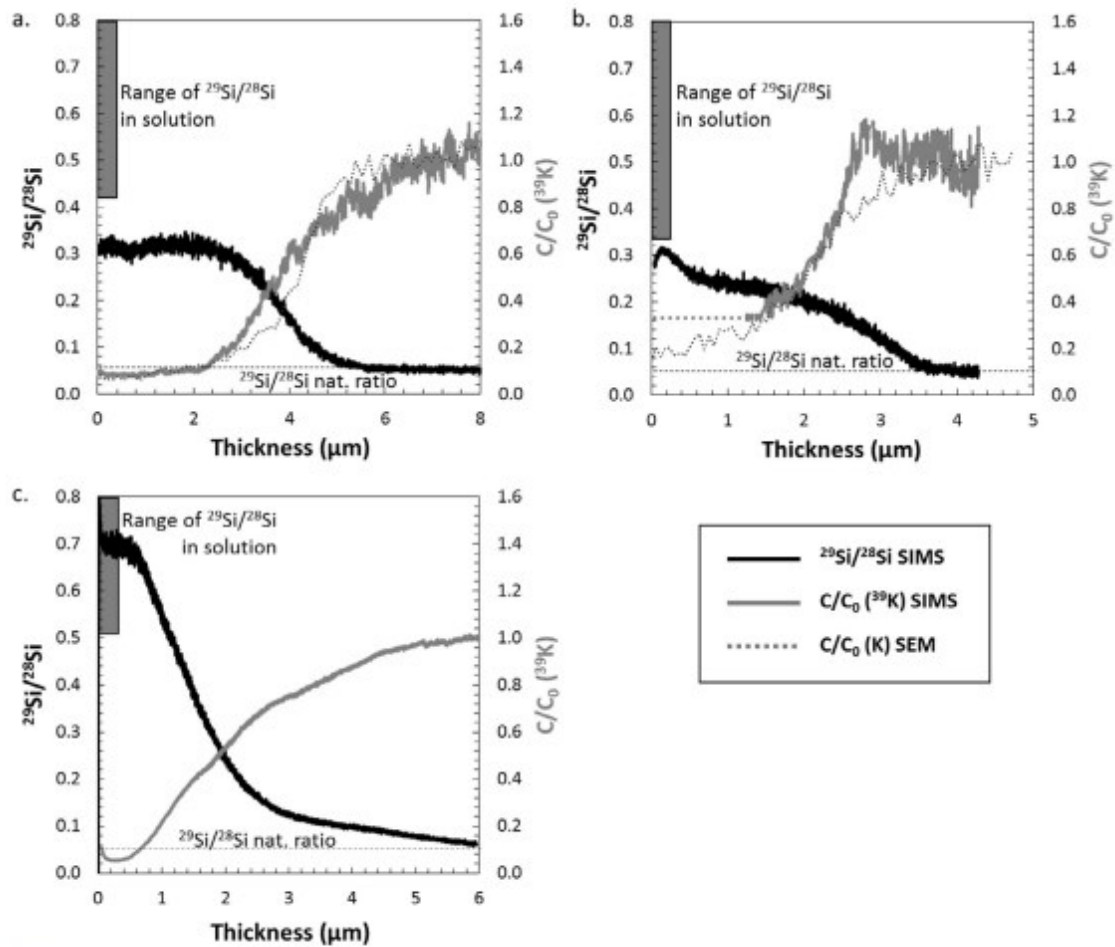 a.
0.8
0.7
0.6
0.5
0.4
0.3
0.2
0.1
0.0
²⁹Si/²⁸Si
Range of ²⁹Si/²⁸Si
in solution
²⁹Si/²⁸Si nat. ratio
1.6
1.4
1.2
1.0
0.8
0.6
0.4
0.2
0.0
C/C₀ (³⁹K)
0 2 4 6 8
Thickness (μm)
b.
0.8
0.7
0.6
0.5
0.4
0.3
0.2
0.1
0.0
²⁹Si/²⁸Si
Range of ²⁹Si/²⁸Si
in solution
²⁹Si/²⁸Si nat. ratio
1.6
1.4
1.2
1.0
0.8
0.6
0.4
0.2
0.0
C/C₀ (³⁹K)
0 1 2 3 4 5
Thickness (μm)
c.
0.8
0.7
0.6
0.5
0.4
0.3
0.2
0.1
0.0
²⁹Si/²⁸Si
Range of ²⁹Si/²⁸Si
in solution
²⁹Si/²⁸Si nat. ratio
1.6
1.4
1.2
1.0
0.8
0.6
0.4
0.2
0.0
C/C₀ (³⁹K)
0 1 2 3 4 5 6
Thickness (μm)
²⁹Si/²⁸Si SIMS
C/C₀ (³⁹K) SIMS
C/C₀ (K) SEM